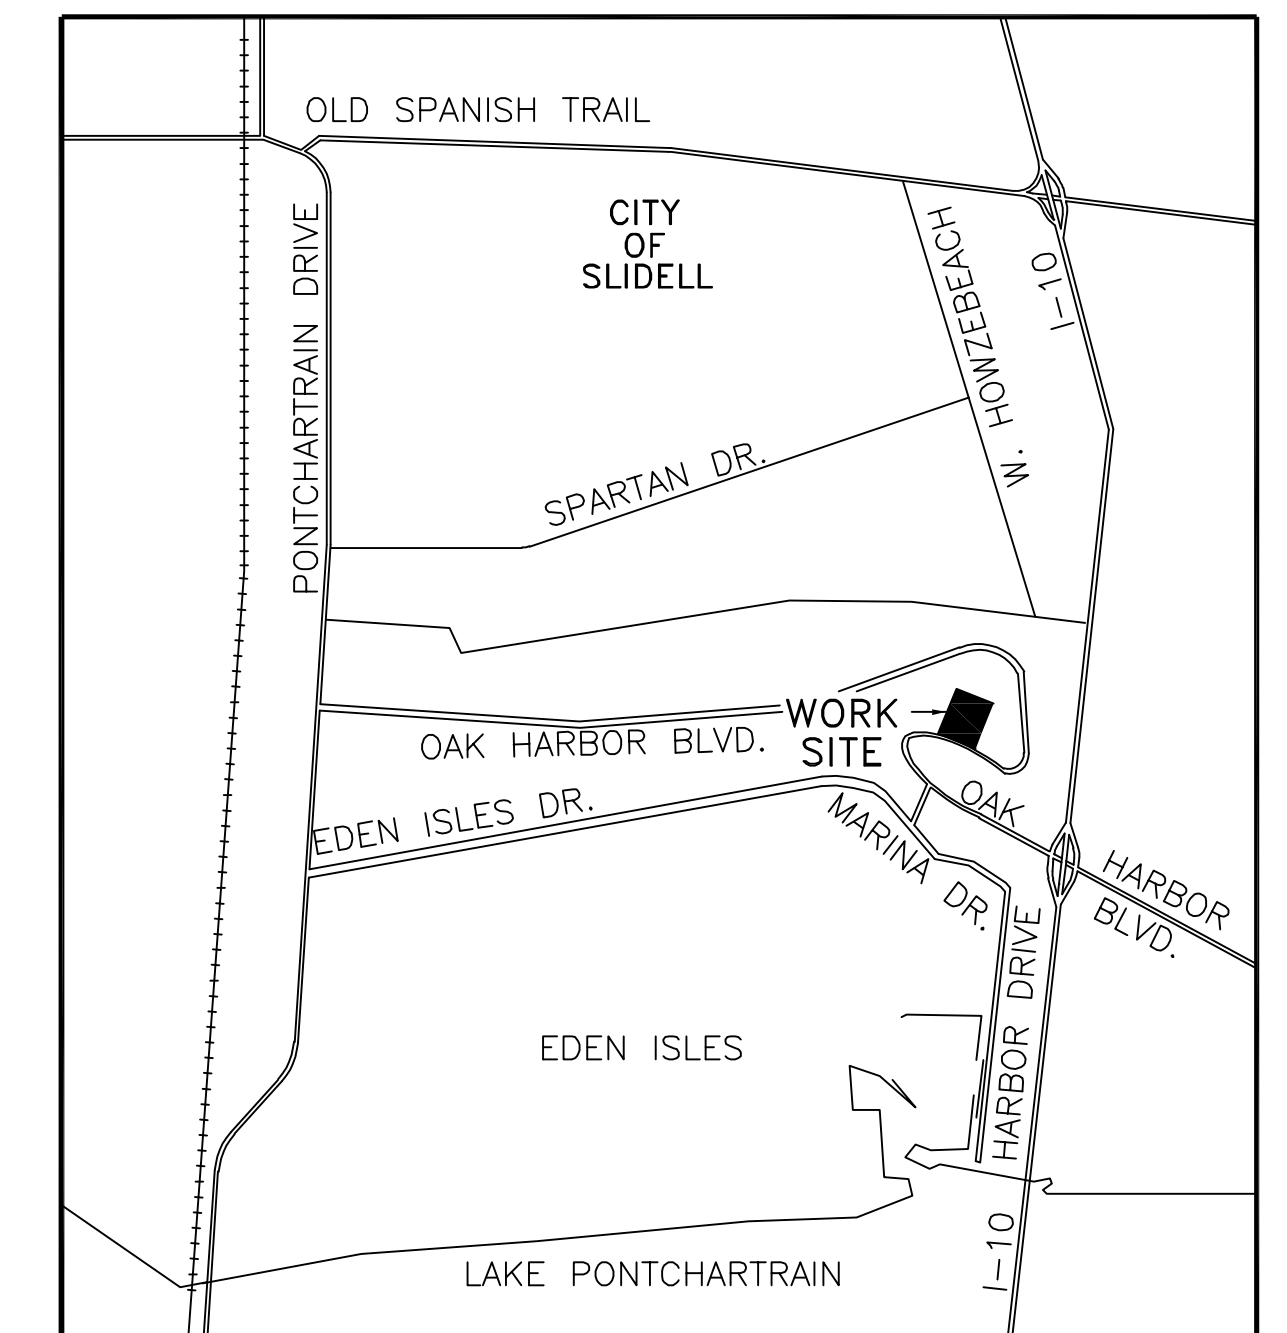 OLD SPANISH TRAIL
CITY
OF
SLIDELL
PONTCHARTRAIN DRIVE
W. HOWZEBEACH
I-10
SPARTAN DR.
WORK
SITE
OAK HARBOR BLVD.
EDEN ISLES DR.
OAK
HARBOR
BLVD.
MARINA DR.
HARBOR DRIVE
EDEN ISLES
I-10
LAKE PONTCHARTRAIN